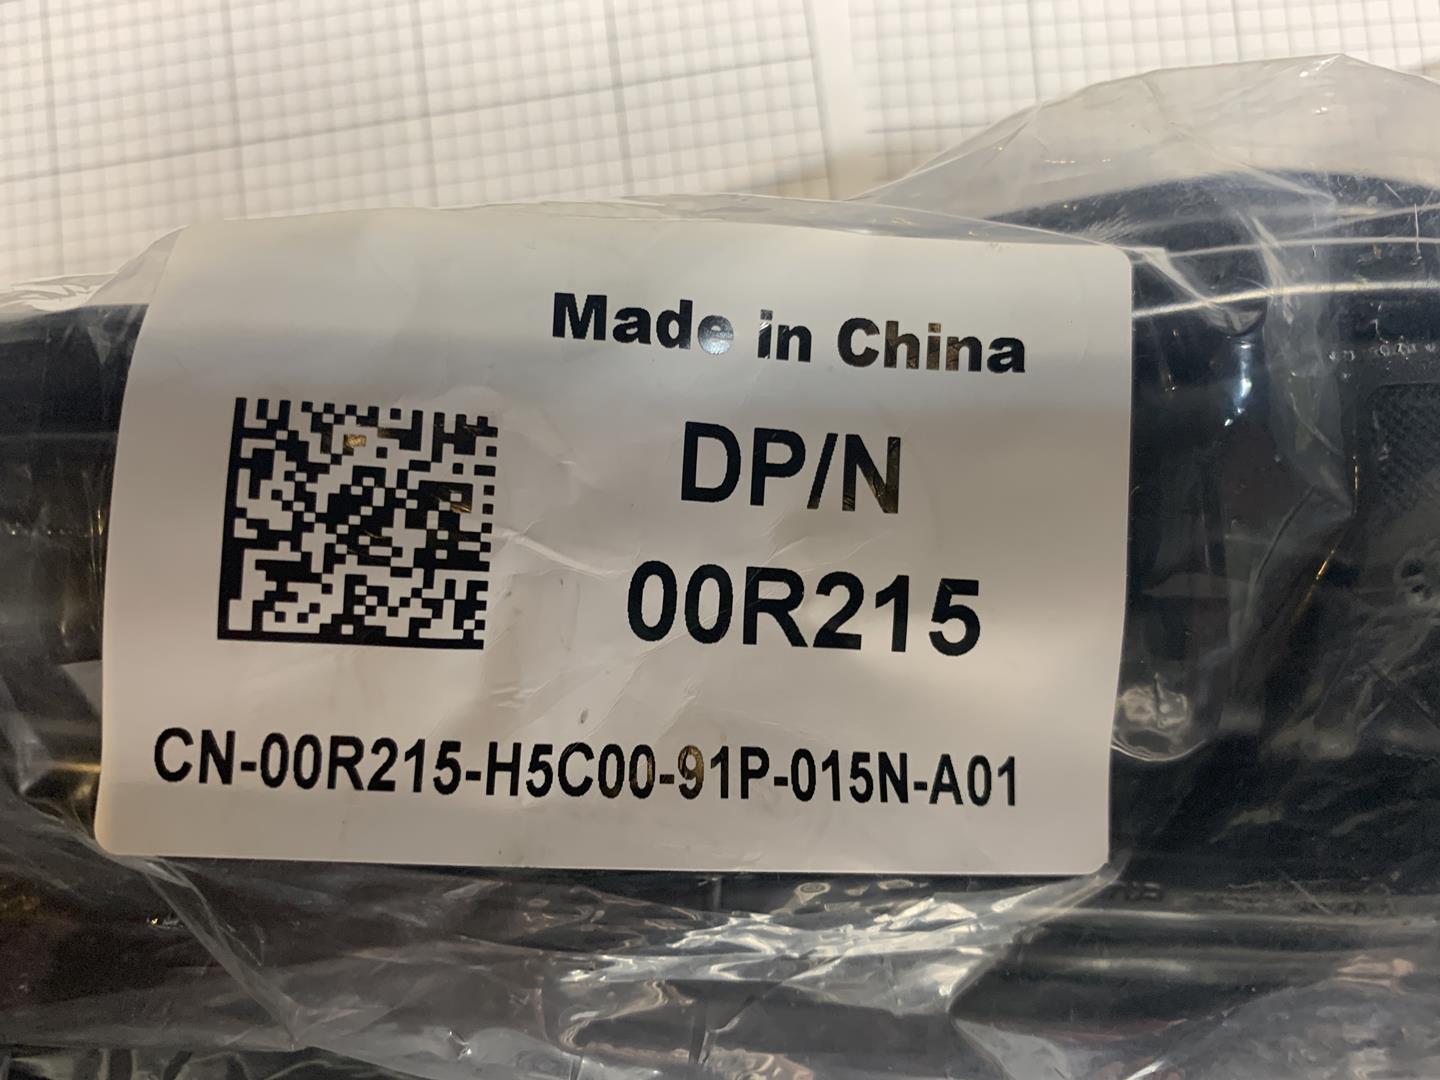 Made in China
DP/N
00R215
CN-00R215-H5C00-91P-015N-A01